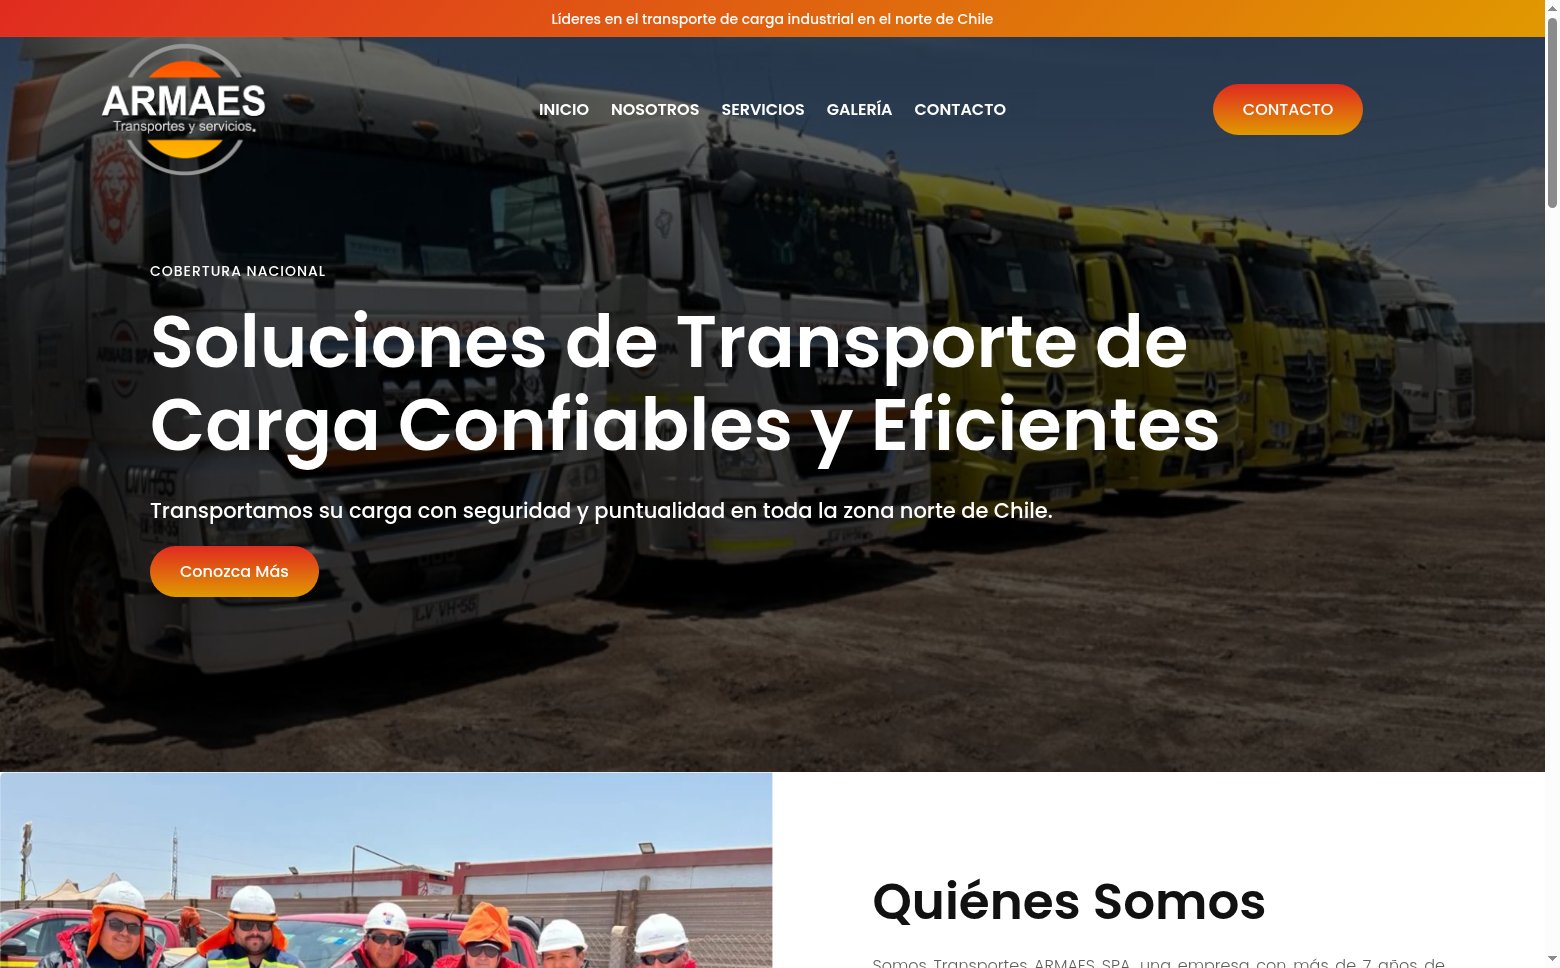 Líderes en el transporte de carga industrial en el norte de Chile
ARMAES
Transportes y servicios.
INICIO NOSOTROS SERVICIOS GALERÍA CONTACTO
CONTACTO
COBERTURA NACIONAL
Soluciones de Transporte de
Carga Confiables y Eficientes
MAN
MAN
Transportamos su carga con seguridad y puntualidad en toda la zona norte de Chile.
Conozca Más
Quiénes Somos
Somos Transportes ARMAES SPA, una empresa con más de 7 años de